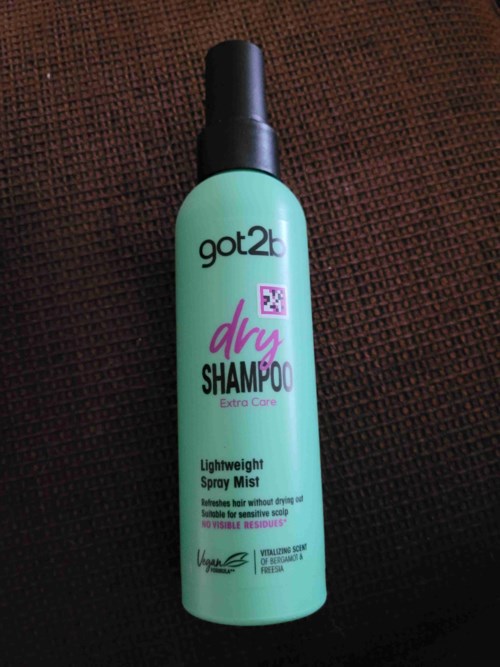 got2b
dry
SHAMPOO
Extra Care
Lightweight
Spray Mist
Refreshes hair without drying out
Suitable for sensitive scalp
NO VISIBLE RESIDUES*
Vegan
FORMULA**
VITALIZING SCENT
OF BERGAMOT &
FREESIA